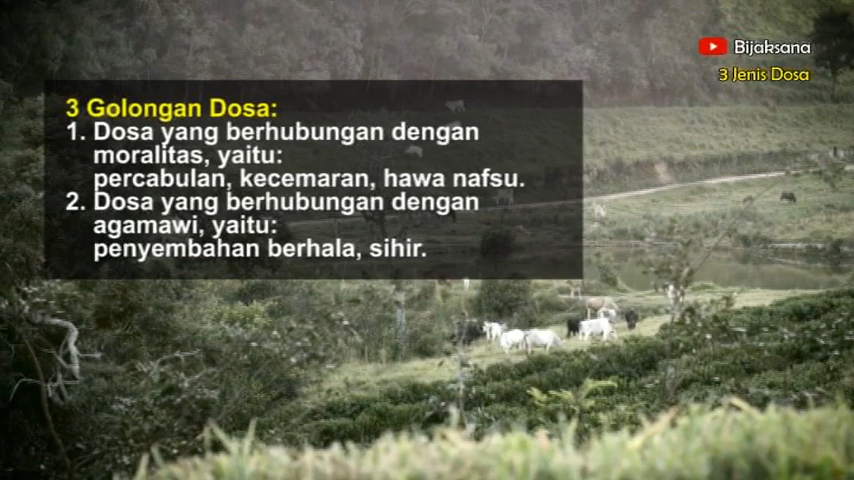 Bijaksana
3 Jenis Dosa
3 Golongan Dosa:
1. Dosa yang berhubungan dengan
moralitas, yaitu:
percabulan, kecemaran, hawa nafsu.
2. Dosa yang berhubungan dengan
agamawi, yaitu:
penyembahan berhala, sihir.